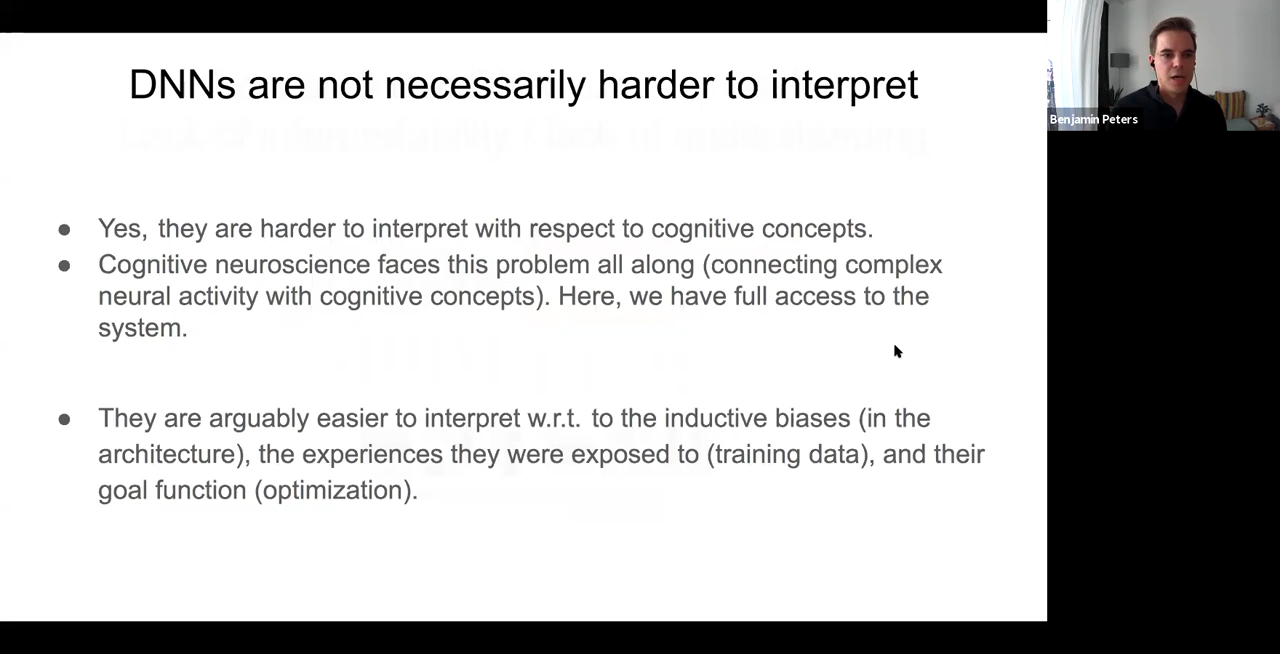 DNNs are not necessarily harder to interpret
● Yes, they are harder to interpret with respect to cognitive concepts.
● Cognitive neuroscience faces this problem all along (connecting complex
neural activity with cognitive concepts). Here, we have full access to the
system.
● They are arguably easier to interpret w.r.t. to the inductive biases (in the
architecture), the experiences they were exposed to (training data), and their
goal function (optimization).
Benjamin Peters